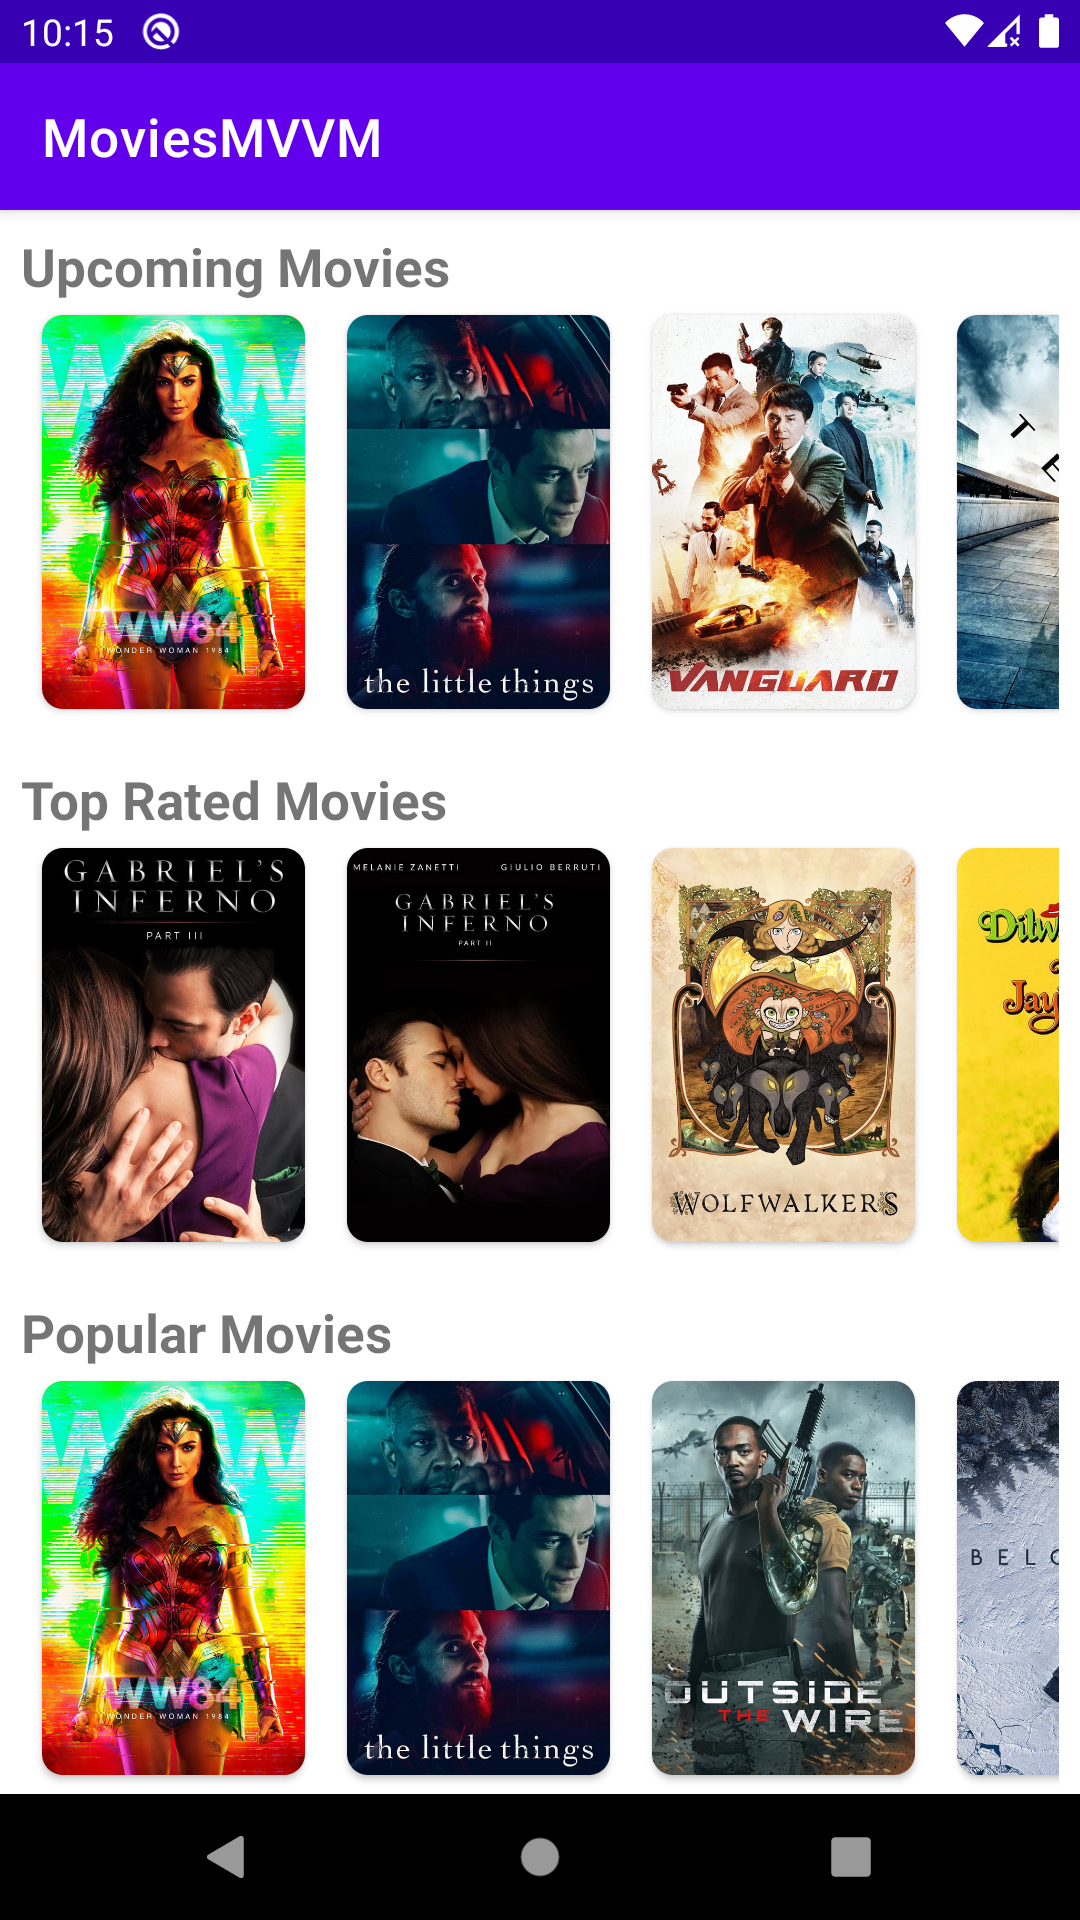 10:15
MoviesMVVM
Upcoming Movies
WW84
WONDER WOMAN 1984
the little things
VANGUARD
Top Rated Movies
GABRIEL'S
INFERNO
PART III
MELANIE ZANETTI GIULIO BERRUTI
GABRIEL'S
INFERNO
PART II
WOLFWALKERS
Popular Movies
WW84
WONDER WOMAN 1984
the little things
OUTSIDE
THE WIRE